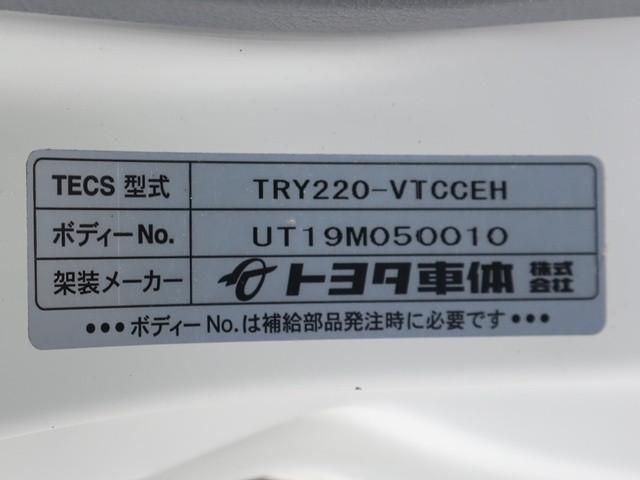 TECS 型式 TRY220-VTCCEH
ボディーNo. UT19M050010
架装メーカー トヨタ車体 株式会社
●●●ボディーNo.は補給部品発注時に必要です●●●